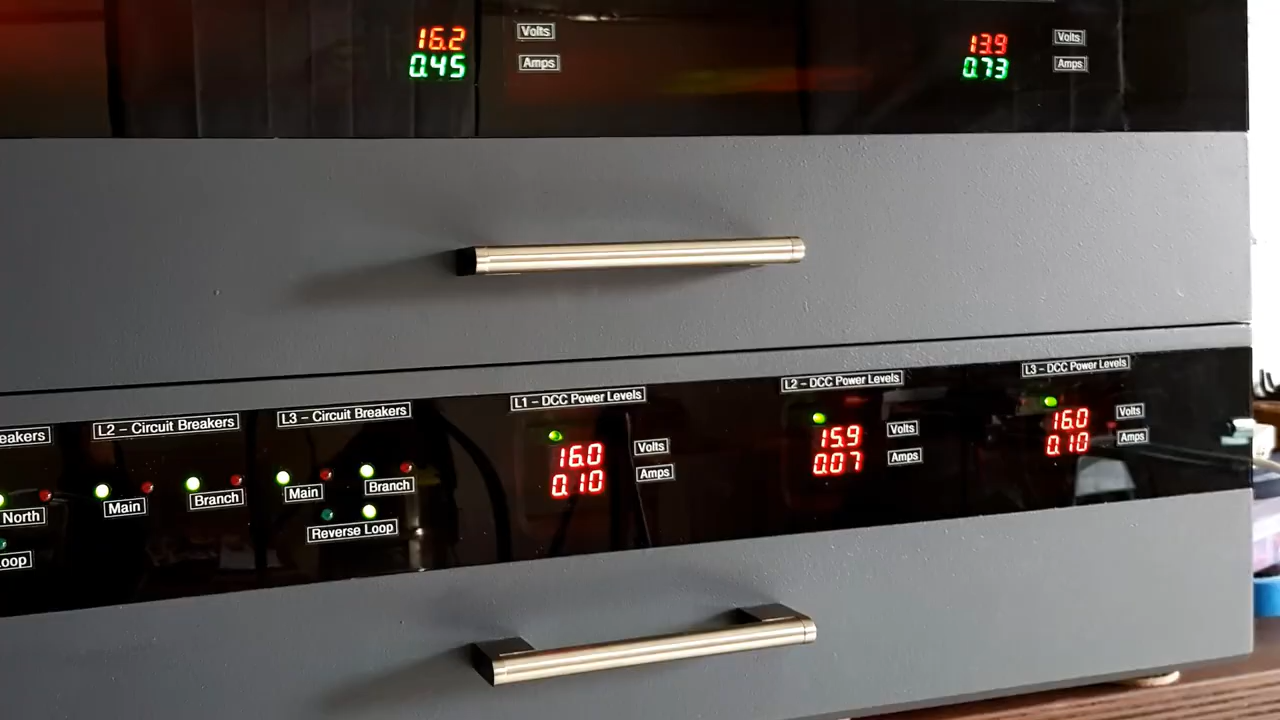 16.2 Volts
0.45 Amps
13.9 Volts
0.73 Amps
eakers
North
oop
L2 – Circuit Breakers
Main
Branch
L3 – Circuit Breakers
Main
Branch
Reverse Loop
L1 – DCC Power Levels
16.0 Volts
0.10 Amps
L2 – DCC Power Levels
15.9 Volts
0.07 Amps
L3 – DCC Power Levels
16.0 Volts
0.10 Amps